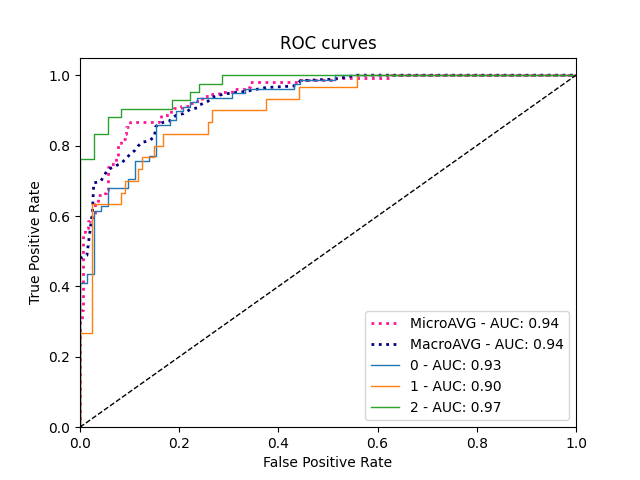 ROC curves
True Positive Rate
1.0
0.8
0.6
0.4
0.2
0.0
MicroAVG - AUC: 0.94
MacroAVG - AUC: 0.94
0 - AUC: 0.93
1 - AUC: 0.90
2 - AUC: 0.97
0.0 0.2 0.4 0.6 0.8 1.0
False Positive Rate